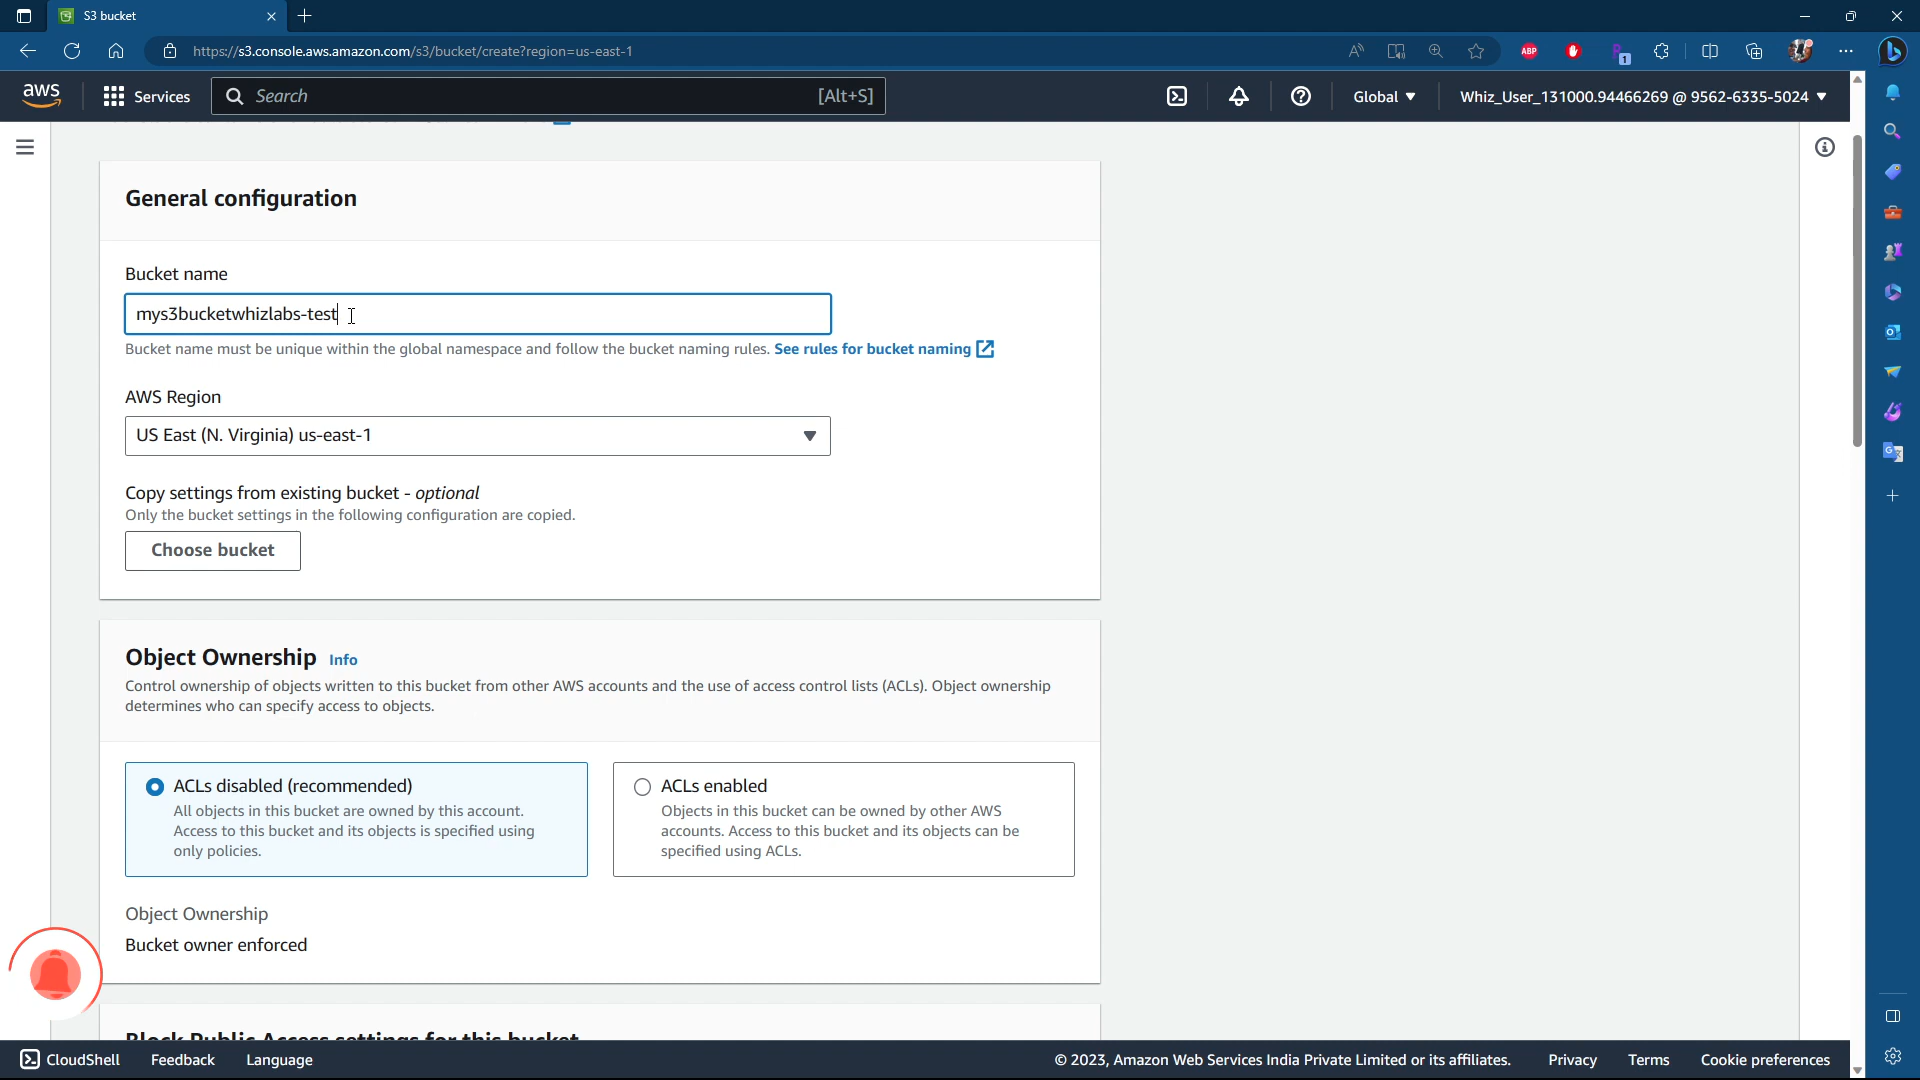 S3 bucket
https://s3.console.aws.amazon.com/s3/bucket/create?region=us-east-1
ABP
1
aws
Services
Search
[Alt+S]
Global
Whiz_User_131000.94466269 @ 9562-6335-5024
General configuration
Bucket name
mys3bucketwhizlabs-test
Bucket name must be unique within the global namespace and follow the bucket naming rules. See rules for bucket naming
AWS Region
US East (N. Virginia) us-east-1
Copy settings from existing bucket - optional
Only the bucket settings in the following configuration are copied.
Choose bucket
Object Ownership Info
Control ownership of objects written to this bucket from other AWS accounts and the use of access control lists (ACLs). Object ownership
determines who can specify access to objects.
ACLs disabled (recommended)
All objects in this bucket are owned by this account.
Access to this bucket and its objects is specified using
only policies.
ACLs enabled
Objects in this bucket can be owned by other AWS
accounts. Access to this bucket and its objects can be
specified using ACLs.
Object Ownership
Bucket owner enforced
Block Public Access settings for this bucket
CloudShell
Feedback
Language
© 2023, Amazon Web Services India Private Limited or its affiliates.
Privacy
Terms
Cookie preferences